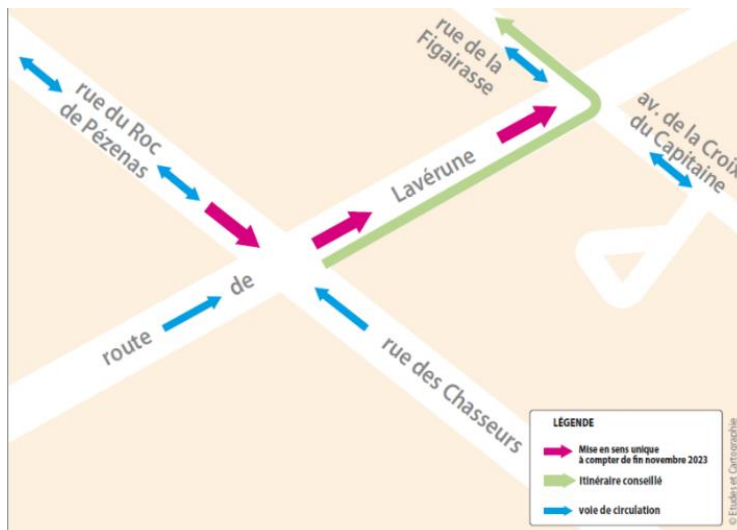 rue de la
Figairasse
rue du Roc
de Pézenas
av. de la Croix
du Capitaine
route de Lavérune
rue des Chasseurs
LÉGENDE
Mise en sens unique
à compter de fin novembre 2023
Itinéraire conseillé
voie de circulation
© Etudes et Cartographie